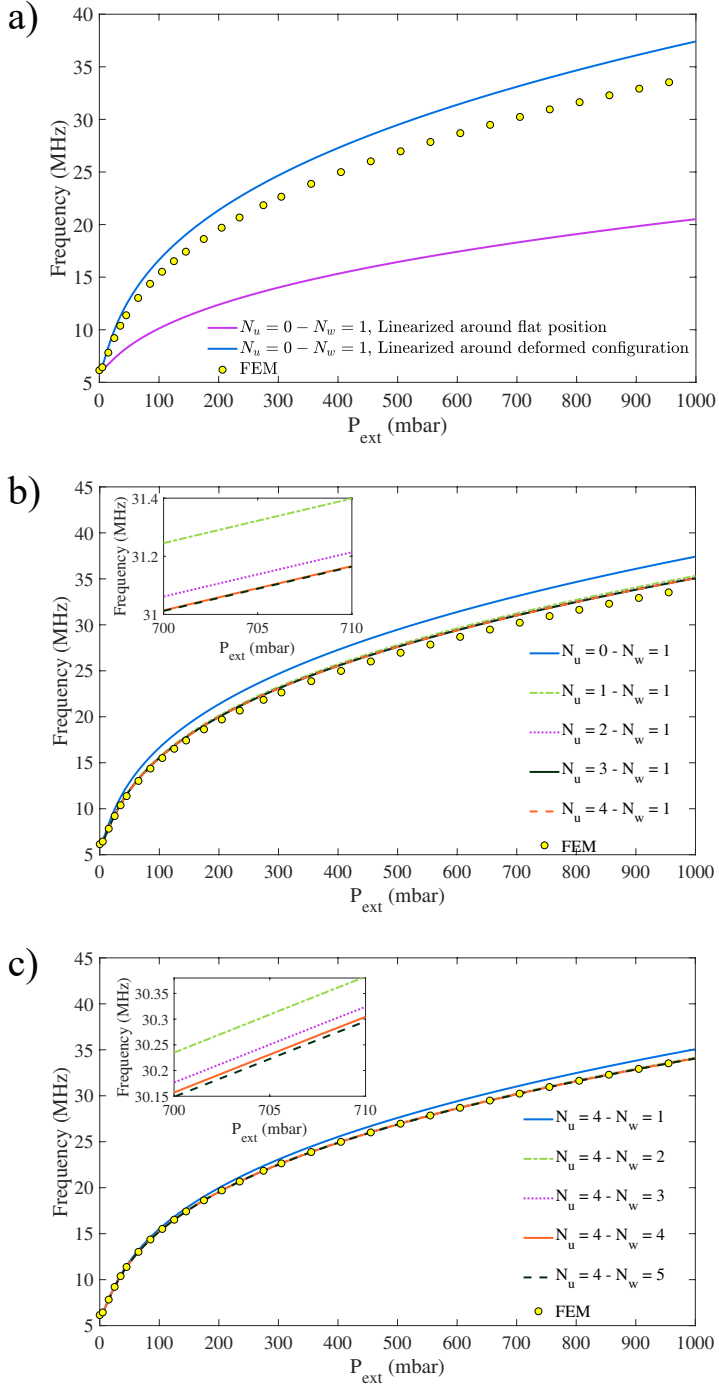 a)
40
35
30
25
20
15
10
5
Frequency (MHz)
N_u = 0 − N_w = 1, Linearized around flat position
N_u = 0 − N_w = 1, Linearized around deformed configuration
FEM
0 100 200 300 400 500 600 700 800 900 1000
P_ext (mbar)
b)
45
40
35
30
25
20
15
10
5
Frequency (MHz)
31.4
31.2
31
Frequency (MHz)
700 705 710
P_ext (mbar)
N_u = 0 - N_w = 1
N_u = 1 - N_w = 1
N_u = 2 - N_w = 1
N_u = 3 - N_w = 1
N_u = 4 - N_w = 1
FEM
0 100 200 300 400 500 600 700 800 900 1000
P_ext (mbar)
c)
45
40
35
30
25
20
15
10
5
Frequency (MHz)
30.35
30.3
30.25
30.2
30.15
Frequency (MHz)
700 705 710
P_ext (mbar)
N_u = 4 - N_w = 1
N_u = 4 - N_w = 2
N_u = 4 - N_w = 3
N_u = 4 - N_w = 4
N_u = 4 - N_w = 5
FEM
0 100 200 300 400 500 600 700 800 900 1000
P_ext (mbar)